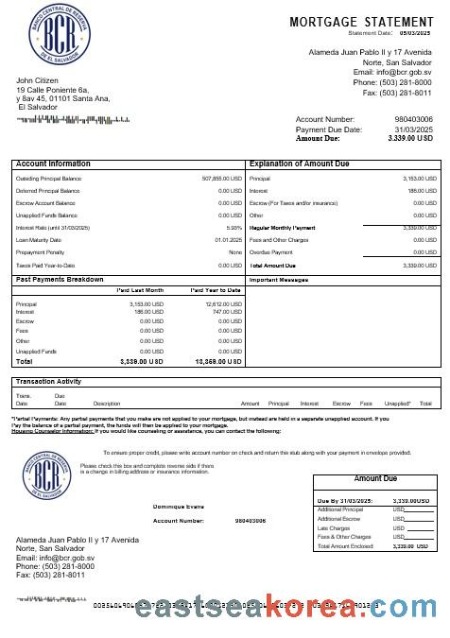 BANCO CENTRAL DE RESERVA
BCR
DE EL SALVADOR
MORTGAGE STATEMENT
Statement Date: 05/03/2025
Alameda Juan Pablo II y 17 Avenida
Norte, San Salvador
Email: info@bcr.gob.sv
Phone: (503) 281-8000
Fax: (503) 281-8011
John Citizen
19 Calle Poniente 6a,
y 8av 45, 01101 Santa Ana,
El Salvador
Account Number: 980403006
Payment Due Date: 31/03/2025
Amount Due: 3,339.00 USD
Account Information
Outsding Principal Balance
Deferred Principal Balance 0.00 USD
Escrow Account Balance 0.00 USD
Unapplied Funds Balance 0.00 USD
Interest Rate (until 31/03/2025) 5.93%
Loan Maturity Date 01.01.2025
Prepayment Penalty None
Taxes Paid Year-to-Date 0.00 USD
Explanation of Amount Due
Principal 3,153.00 USD
Interest 186.00 USD
Escrow (For Taxes and/or insurance) 0.00 USD
Other 0.00 USD
Regular Monthly Payment 3,339.00 USD
Fees and Other Charges 0.00 USD
Overdue Payment 0.00 USD
Total Amount Due 3,339.00 USD
Past Payments Breakdown
Paid Last Month Paid Year to Date
Principal 3,153.00 USD 12,612.00 USD
Interest 186.00 USD 747.00 USD
Escrow 0.00 USD 0.00 USD
Fees 0.00 USD 0.00 USD
Other 0.00 USD 0.00 USD
Unapplied Funds 0.00 USD 0.00 USD
Total 3,339.00 USD 13,359.00 USD
Important Messages
Transaction Activity
Trans. Date Due Date Description Amount Principal Interest Escrow Fees Unapplied* Total
*Partial Payments: Any partial payments that you make are not applied to your mortgage, but instead are held in a separate unapplied account. If you
Pay the balance of a partial payment, the funds will then be applied to your mortgage.
Housing Counselor Information: If you would like counseling or assistance, you can contact the following:
To ensure proper credit, please write account number on check and return the stub along with your payment in envelope provided.
BANCO CENTRAL DE RESERVA
BCR
DE EL SALVADOR
Please check this box and complete reverse side if there
is a change in billing address or insurance information.
Dominique Evans
Account Number: 980403006
Amount Due
Due By 31/03/2025: 3,339.00USD
Additional Principal USD
Additional Escrow USD
Late Charges USD
Fees & Other Charges USD
Total Amount Enclosed: 3,339.00 USD
Alameda Juan Pablo II y 17 Avenida
Norte, San Salvador
Email: info@bcr.gob.sv
Phone: (503) 281-8000
Fax: (503) 281-8011
eastseakorea.com